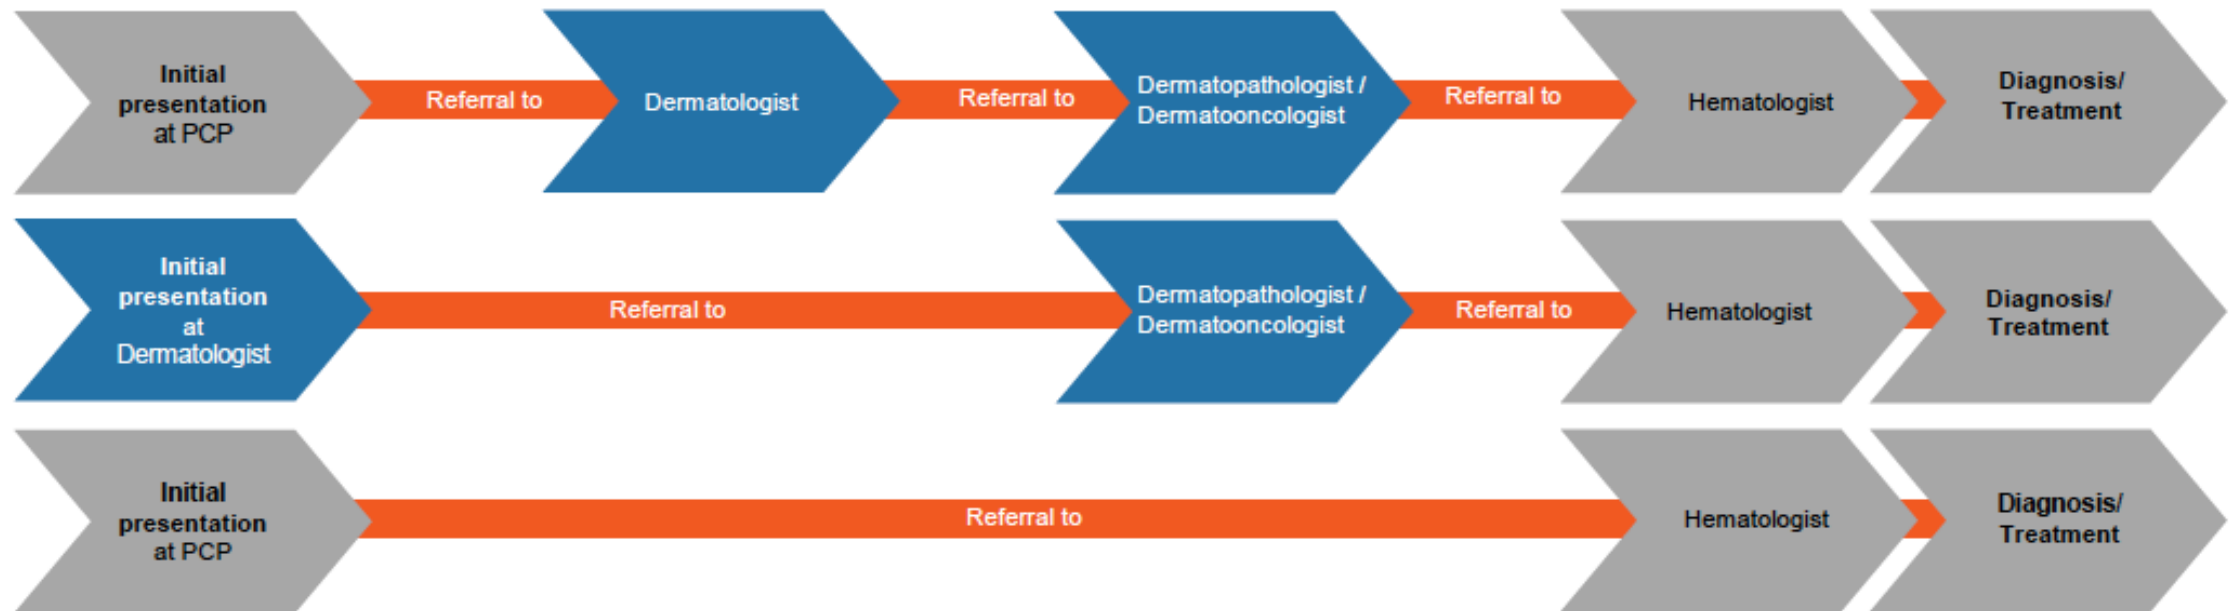 Initial
presentation
at PCP
Referral to
Dermatologist
Referral to
Dermatopathologist /
Dermatooncologist
Referral to
Hematologist
Diagnosis/
Treatment
Initial
presentation
at
Dermatologist
Referral to
Dermatopathologist /
Dermatooncologist
Referral to
Hematologist
Diagnosis/
Treatment
Initial
presentation
at PCP
Referral to
Hematologist
Diagnosis/
Treatment